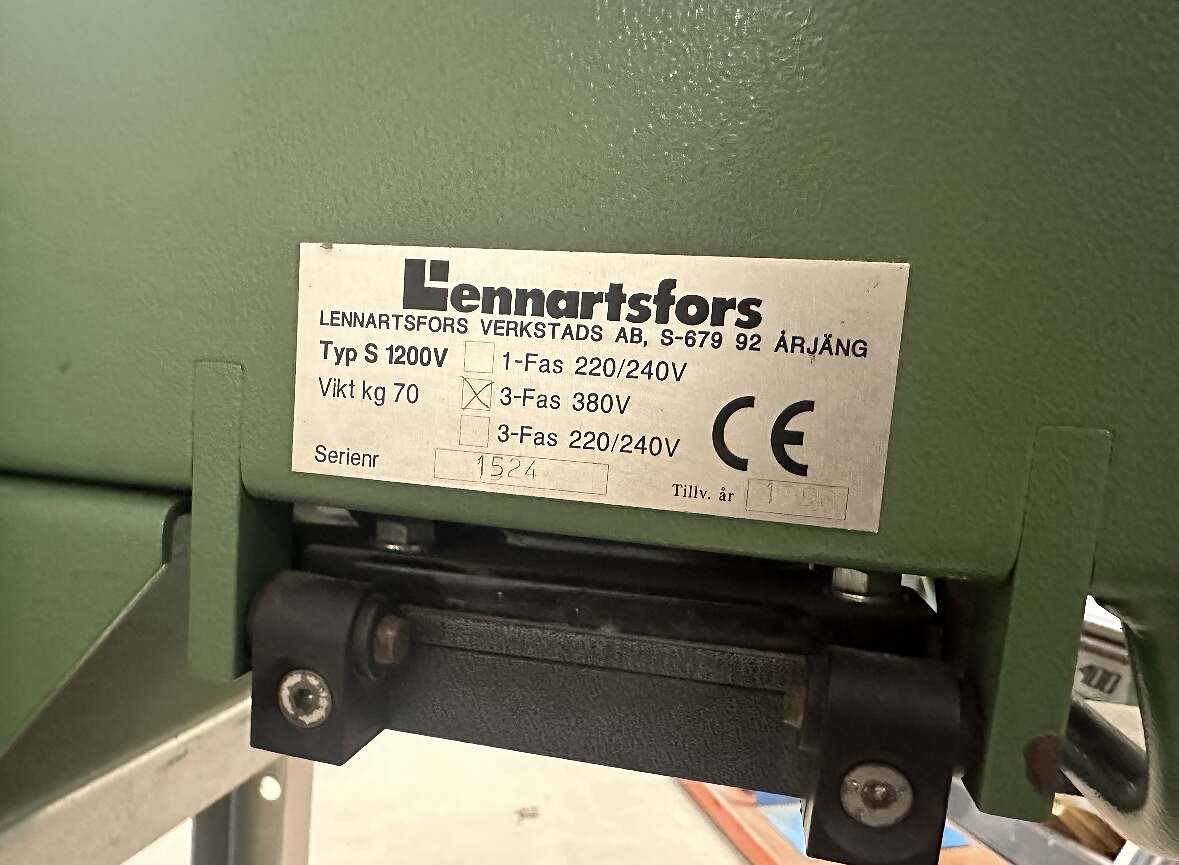 Lennartsfors
LENNARTSFORS VERKSTADS AB, S-679 92 ÅRJÄNG
Typ S 1200V 1-Fas 220/240V
Vikt kg 70 3-Fas 380V
3-Fas 220/240V
CE
Serienr 1524
Tillv. år